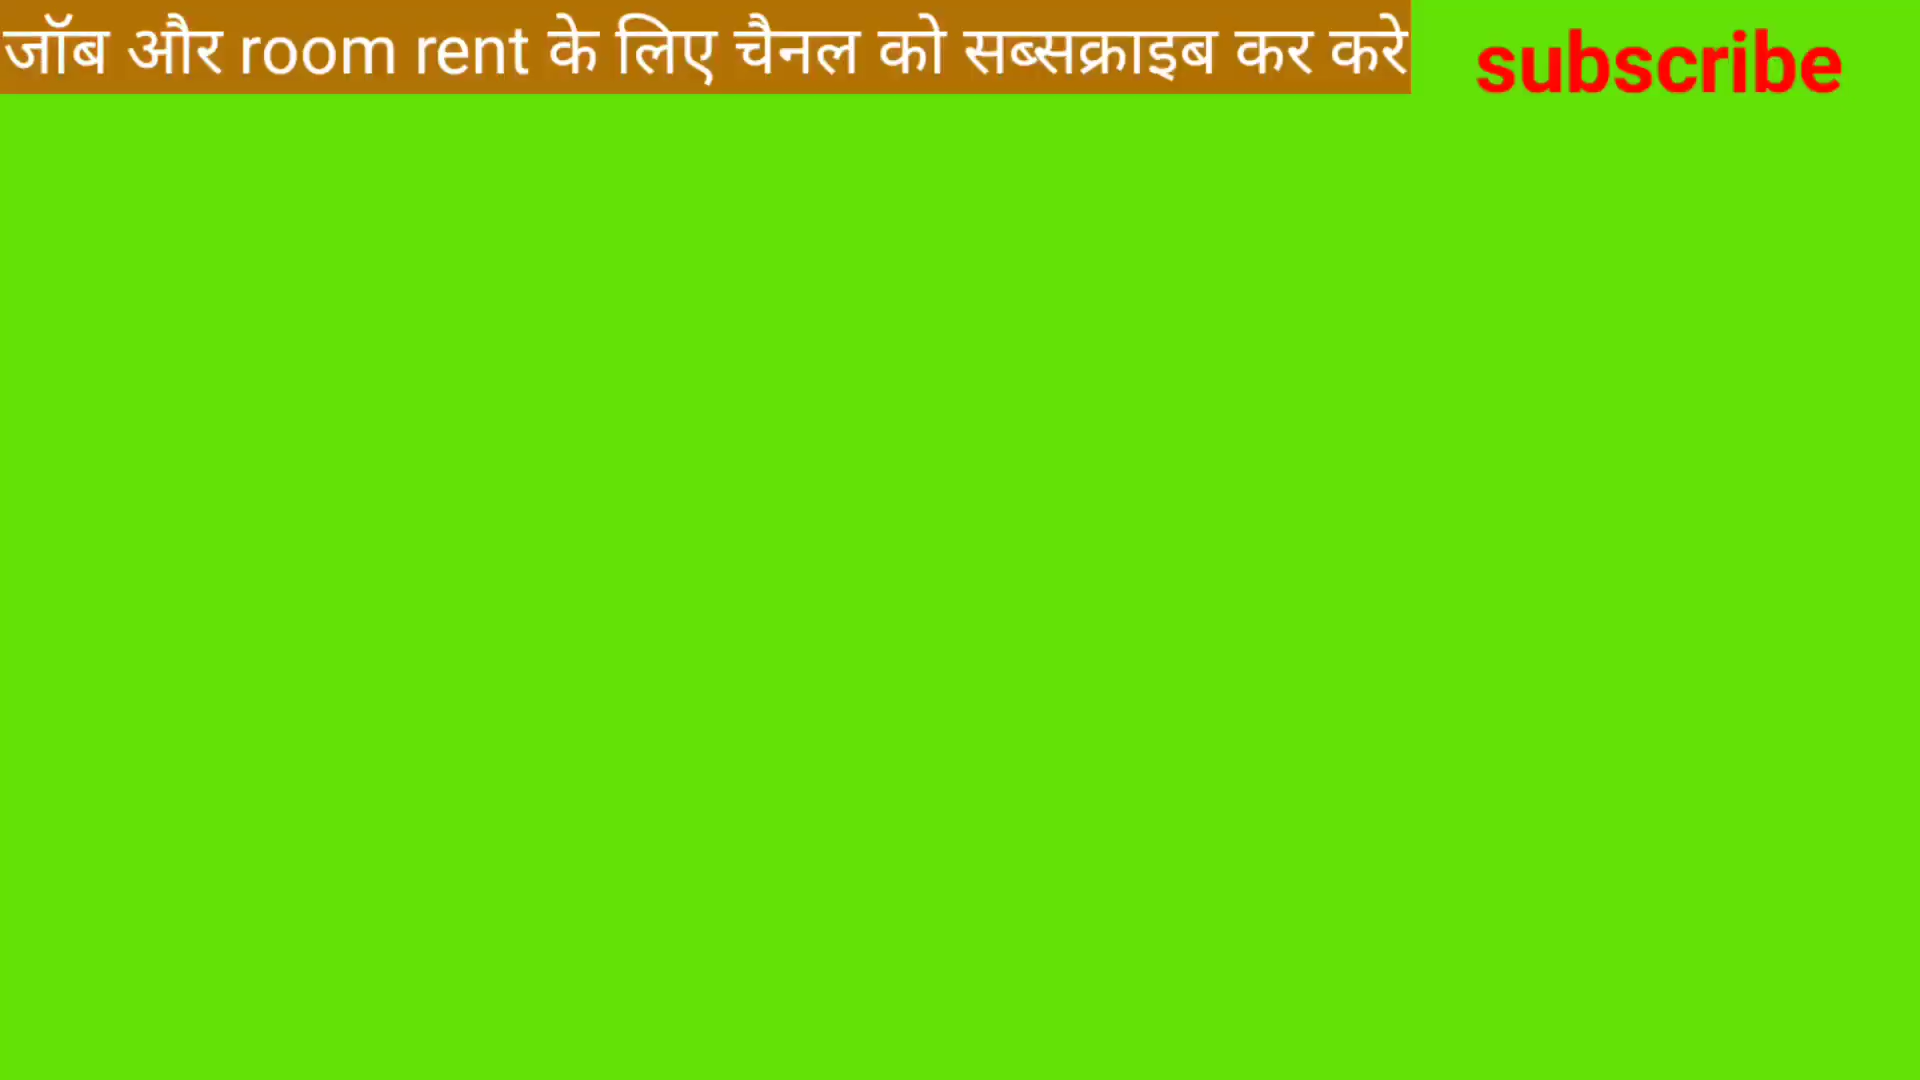 जॉब और room rent के लिए चैनल को सब्सक्राइब कर करे
subscribe